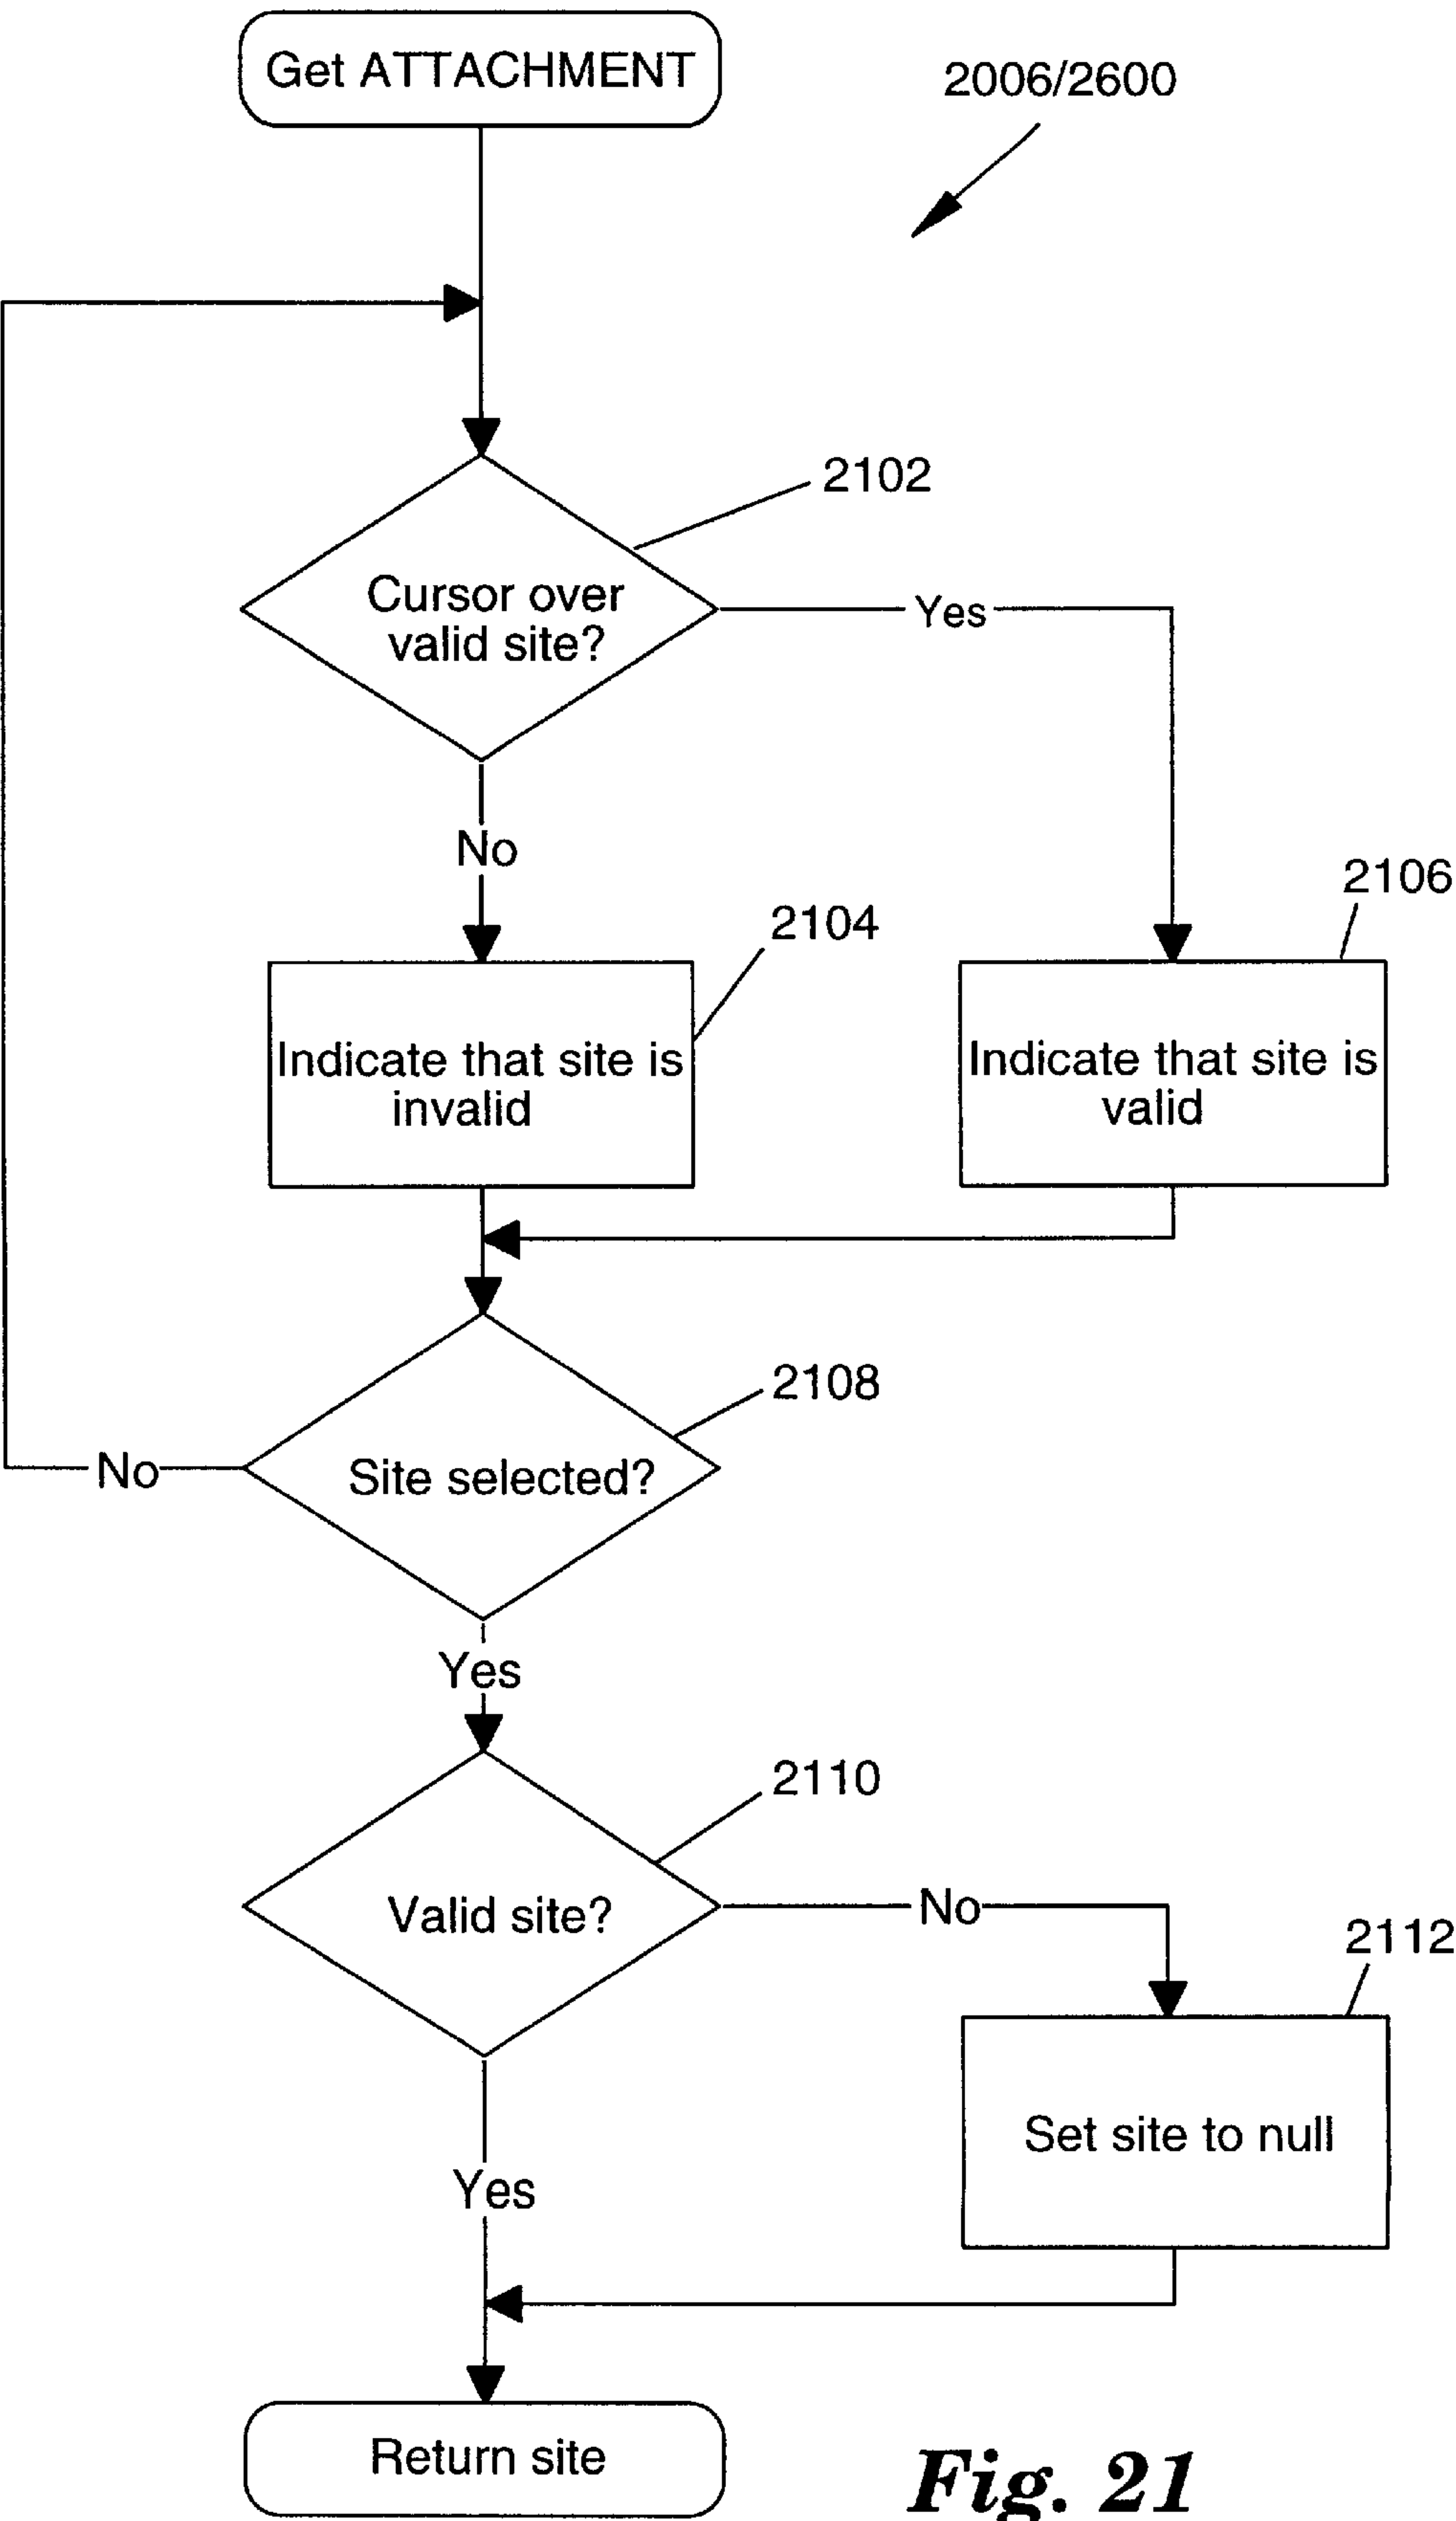 Get ATTACHMENT
2006/2600
2102
Cursor over
valid site?
Yes
No
2104
2106
Indicate that site is
invalid
Indicate that site is
valid
2108
Site selected?
No
Yes
2110
Valid site?
No
2112
Set site to null
Yes
Return site
Fig. 21